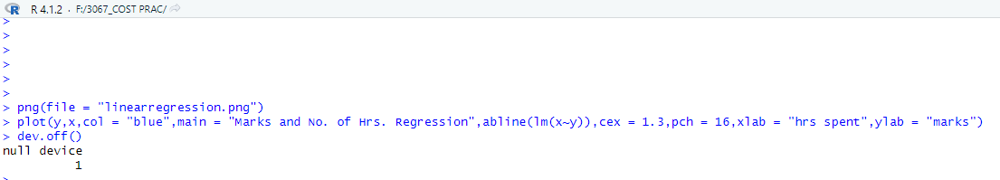 R 4.1.2 · F:/3067_COST PRAC/
>
>
>
>
>
>
> png(file = "linearregression.png")
> plot(y,x,col = "blue",main = "Marks and No. of Hrs. Regression",abline(lm(x~y)),cex = 1.3,pch = 16,xlab = "hrs spent",ylab = "marks")
> dev.off()
null device
1
>